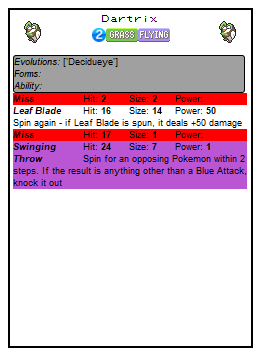 Dartrix
2 GRASS FLYING
Evolutions: ['Decidueye']
Forms:
Ability:
Miss Hit: 2 Size: 2 Power:
Leaf Blade Hit: 16 Size: 14 Power: 50
Spin again - if Leaf Blade is spun, it deals +50 damage
Miss Hit: 17 Size: 1 Power:
Swinging Hit: 24 Size: 7 Power: 1
Throw Spin for an opposing Pokemon within 2
steps. If the result is anything other than a Blue Attack,
knock it out